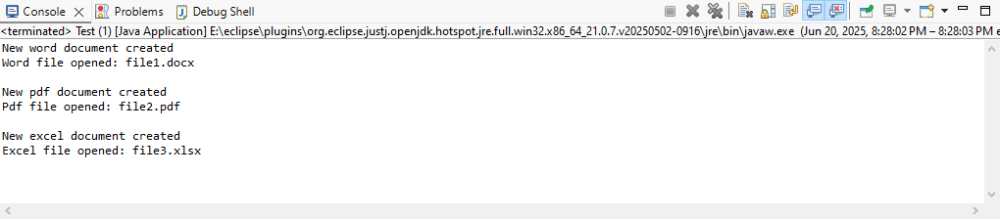 Console Problems Debug Shell
<terminated> Test (1) [Java Application] E:\eclipse\plugins\org.eclipse.justj.openjdk.hotspot.jre.full.win32.x86_64_21.0.7.v20250502-0916\jre\bin\javaw.exe (Jun 20, 2025, 8:28:02 PM – 8:28:03 PM e
New word document created
Word file opened: file1.docx
New pdf document created
Pdf file opened: file2.pdf
New excel document created
Excel file opened: file3.xlsx